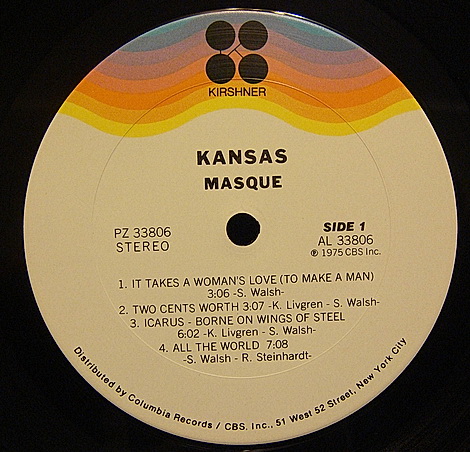 KIRSHNER
KANSAS
MASQUE
PZ 33806
STEREO
SIDE 1
AL 33806
℗ 1975 CBS Inc.
1. IT TAKES A WOMAN'S LOVE (TO MAKE A MAN)
3:06 -S. Walsh-
2. TWO CENTS WORTH 3:07 -K. Livgren - S. Walsh-
3. ICARUS - BORNE ON WINGS OF STEEL
6:02 -K. Livgren - S. Walsh-
4. ALL THE WORLD 7:08
-S. Walsh - R. Steinhardt-
Distributed by Columbia Records / CBS. Inc., 51 West 52 Street, New York City